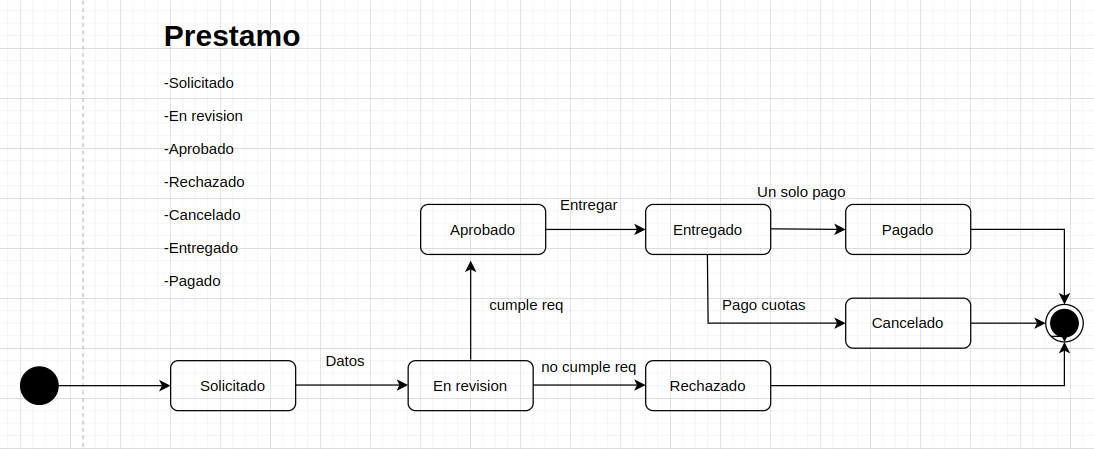 Prestamo
-Solicitado
-En revision
-Aprobado
-Rechazado
-Cancelado
-Entregado
-Pagado
Un solo pago
Entregar
Aprobado
Entregado
Pagado
cumple req
Pago cuotas
Cancelado
Datos
no cumple req
Solicitado
En revision
Rechazado